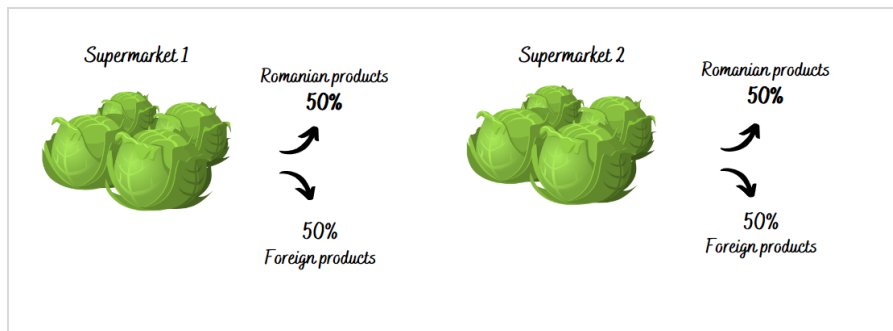 Supermarket 1
Romanian products
50%
50%
Foreign products
Supermarket 2
Romanian products
50%
50%
Foreign products